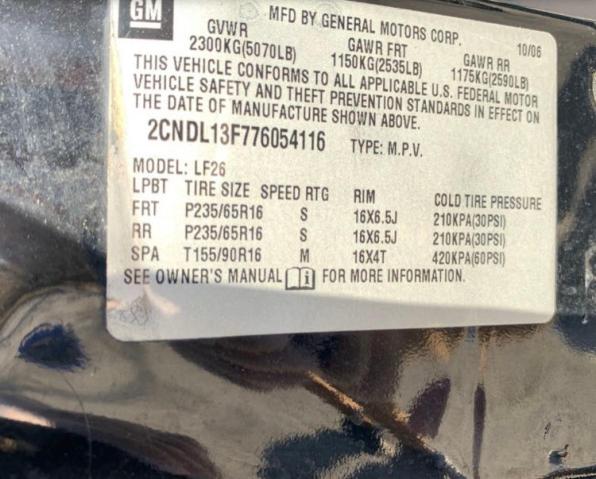 GM
MFD BY GENERAL MOTORS CORP. 10/06
GVWR GAWR FRT GAWR RR
2300KG(5070LB) 1150KG(2535LB) 1175KG(2590LB)
THIS VEHICLE CONFORMS TO ALL APPLICABLE U.S. FEDERAL MOTOR
VEHICLE SAFETY AND THEFT PREVENTION STANDARDS IN EFFECT ON
THE DATE OF MANUFACTURE SHOWN ABOVE.
2CNDL13F776054116 TYPE: M.P.V.
MODEL: LF26
LPBT TIRE SIZE SPEED RTG RIM COLD TIRE PRESSURE
FRT P235/65R16 S 16X6.5J 210KPA(30PSI)
RR P235/65R16 S 16X6.5J 210KPA(30PSI)
SPA T155/90R16 M 16X4T 420KPA(60PSI)
SEE OWNER'S MANUAL FOR MORE INFORMATION.